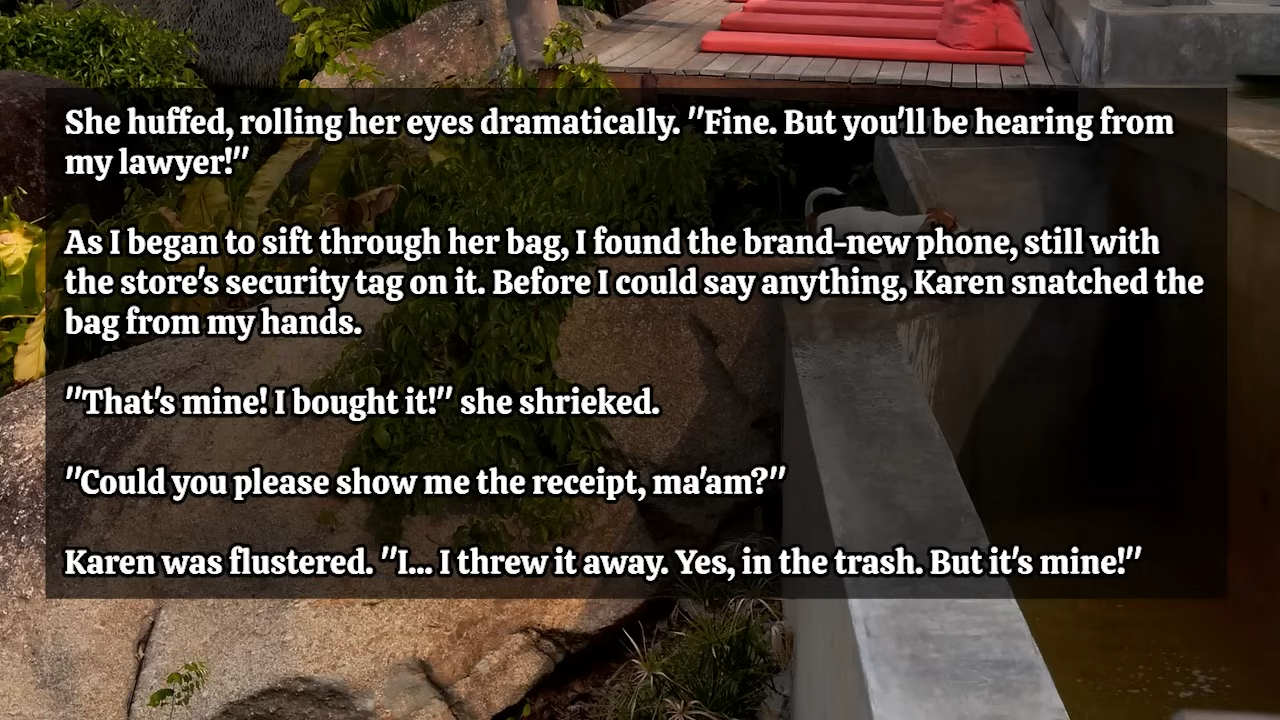 She huffed, rolling her eyes dramatically. "Fine. But you'll be hearing from
my lawyer!"
As I began to sift through her bag, I found the brand-new phone, still with
the store's security tag on it. Before I could say anything, Karen snatched the
bag from my hands.
"That's mine! I bought it!" she shrieked.
"Could you please show me the receipt, ma'am?"
Karen was flustered. "I... I threw it away. Yes, in the trash. But it's mine!"